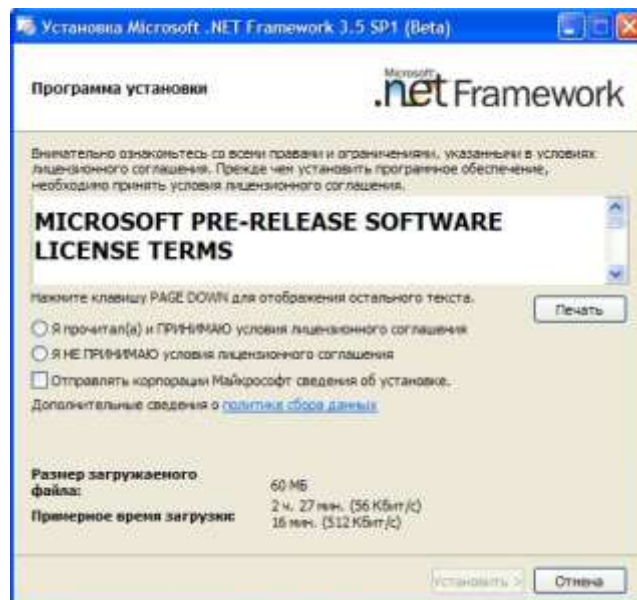 Установка Microsoft .NET Framework 3.5 SP1 (Beta)
Программа установки
Microsoft
.net Framework
Внимательно ознакомьтесь со всеми правами и ограничениями, указанными в условиях
лицензионного соглашения. Прежде чем установить программное обеспечение,
необходимо принять условия лицензионного соглашения.
MICROSOFT PRE-RELEASE SOFTWARE
LICENSE TERMS
Нажмите клавишу PAGE DOWN для отображения остального текста.
Печать
Я прочитал(а) и ПРИНИМАЮ условия лицензионного соглашения
Я НЕ ПРИНИМАЮ условия лицензионного соглашения
Отправлять корпорации Майкрософт сведения об установке.
Дополнительные сведения о политике сбора данных
Размер загружаемого
файла:
60 МБ
Примерное время загрузки:
2 ч. 27 мин. (56 Кбит/с)
16 мин. (512 Кбит/с)
Установить >
Отмена